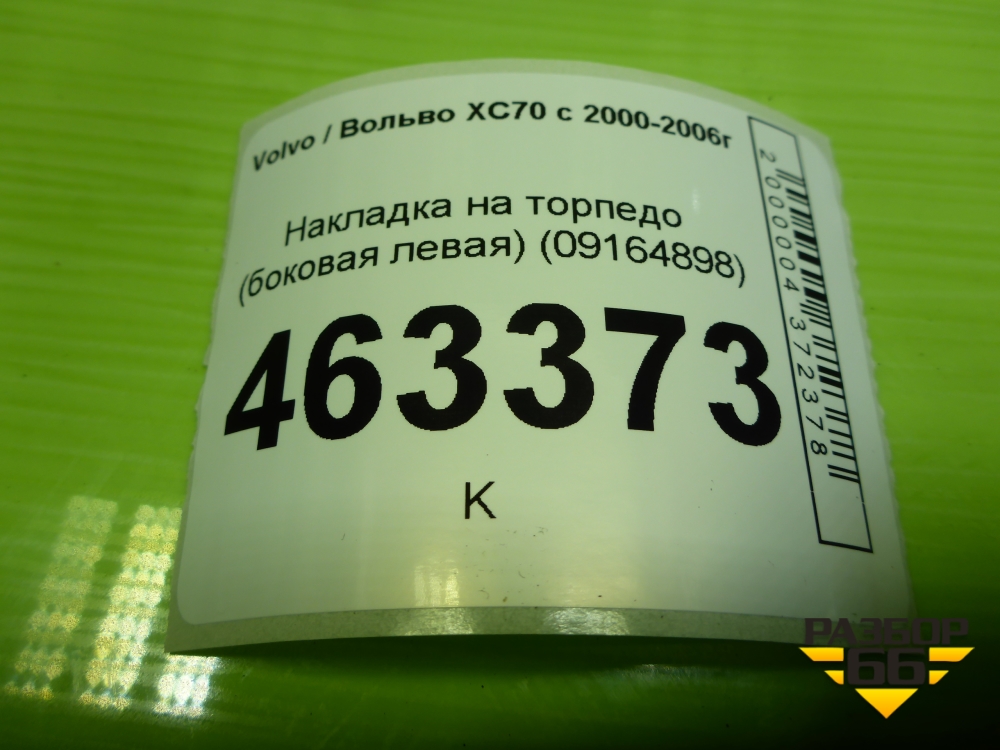 Volvo / Вольво XC70 с 2000-2006г
Накладка на торпедо
(боковая левая) (09164898)
463373
К
2000004372378
РАЗБОР
66